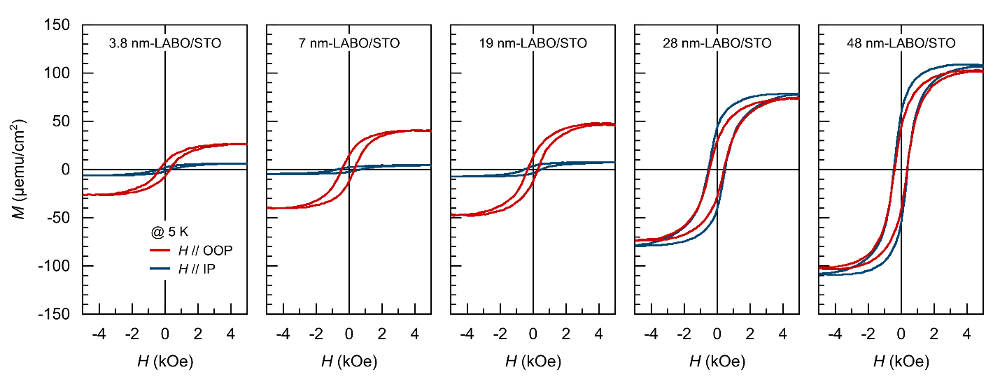 3.8 nm-LABO/STO
7 nm-LABO/STO
19 nm-LABO/STO
28 nm-LABO/STO
48 nm-LABO/STO
150
100
50
0
-50
-100
-150
M (μemu/cm²)
@ 5 K
H // OOP
H // IP
-4 -2 0 2 4
-4 -2 0 2 4
-4 -2 0 2 4
-4 -2 0 2 4
-4 -2 0 2 4
H (kOe)
H (kOe)
H (kOe)
H (kOe)
H (kOe)